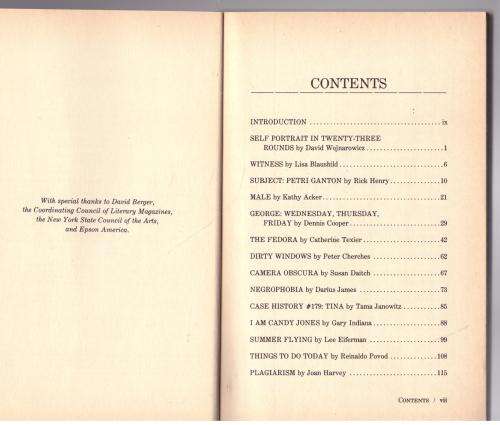 With special thanks to David Berger,
the Coordinating Council of Literary Magazines,
the New York State Council of the Arts,
and Epson America.
CONTENTS
INTRODUCTION ........................................ ix
SELF PORTRAIT IN TWENTY-THREE
ROUNDS by David Wojnarowicz ........................ 1
WITNESS by Lisa Blaushild ................................ 6
SUBJECT: PETRI GANTON by Rick Henry ............... 10
MALE by Kathy Acker ................................... 21
GEORGE: WEDNESDAY, THURSDAY,
FRIDAY by Dennis Cooper ............................ 29
THE FEDORA by Catherine Texier ....................... 42
DIRTY WINDOWS by Peter Cherches .................... 62
CAMERA OBSCURA by Susan Daitch .................... 67
NEGROPHOBIA by Darius James ........................ 73
CASE HISTORY #179: TINA by Tama Janowitz ........... 85
I AM CANDY JONES by Gary Indiana .................... 88
SUMMER FLYING by Lee Eiferman ...................... 99
THINGS TO DO TODAY by Reinaldo Povod .............. 108
PLAGIARISM by Joan Harvey .......................... 115
CONTENTS / vii